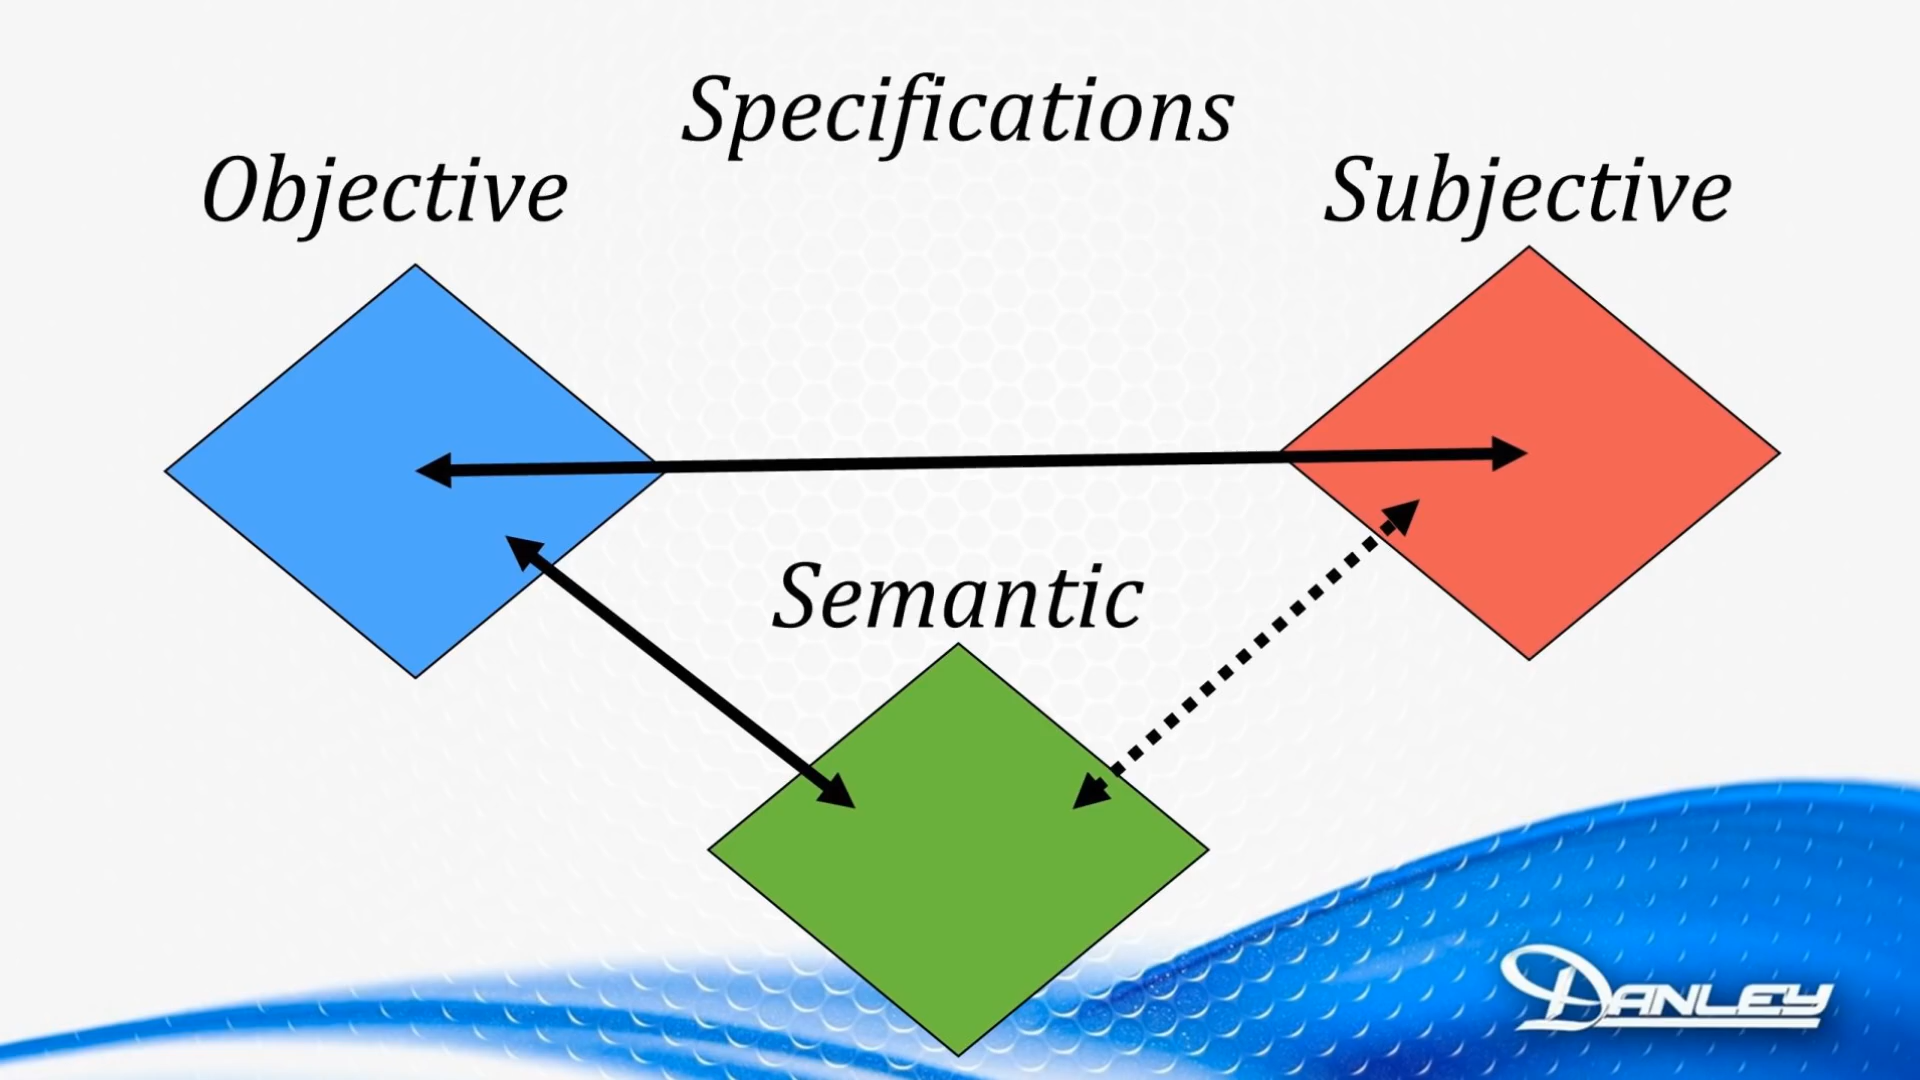 Specifications
Objective
Subjective
Semantic
DANLEY